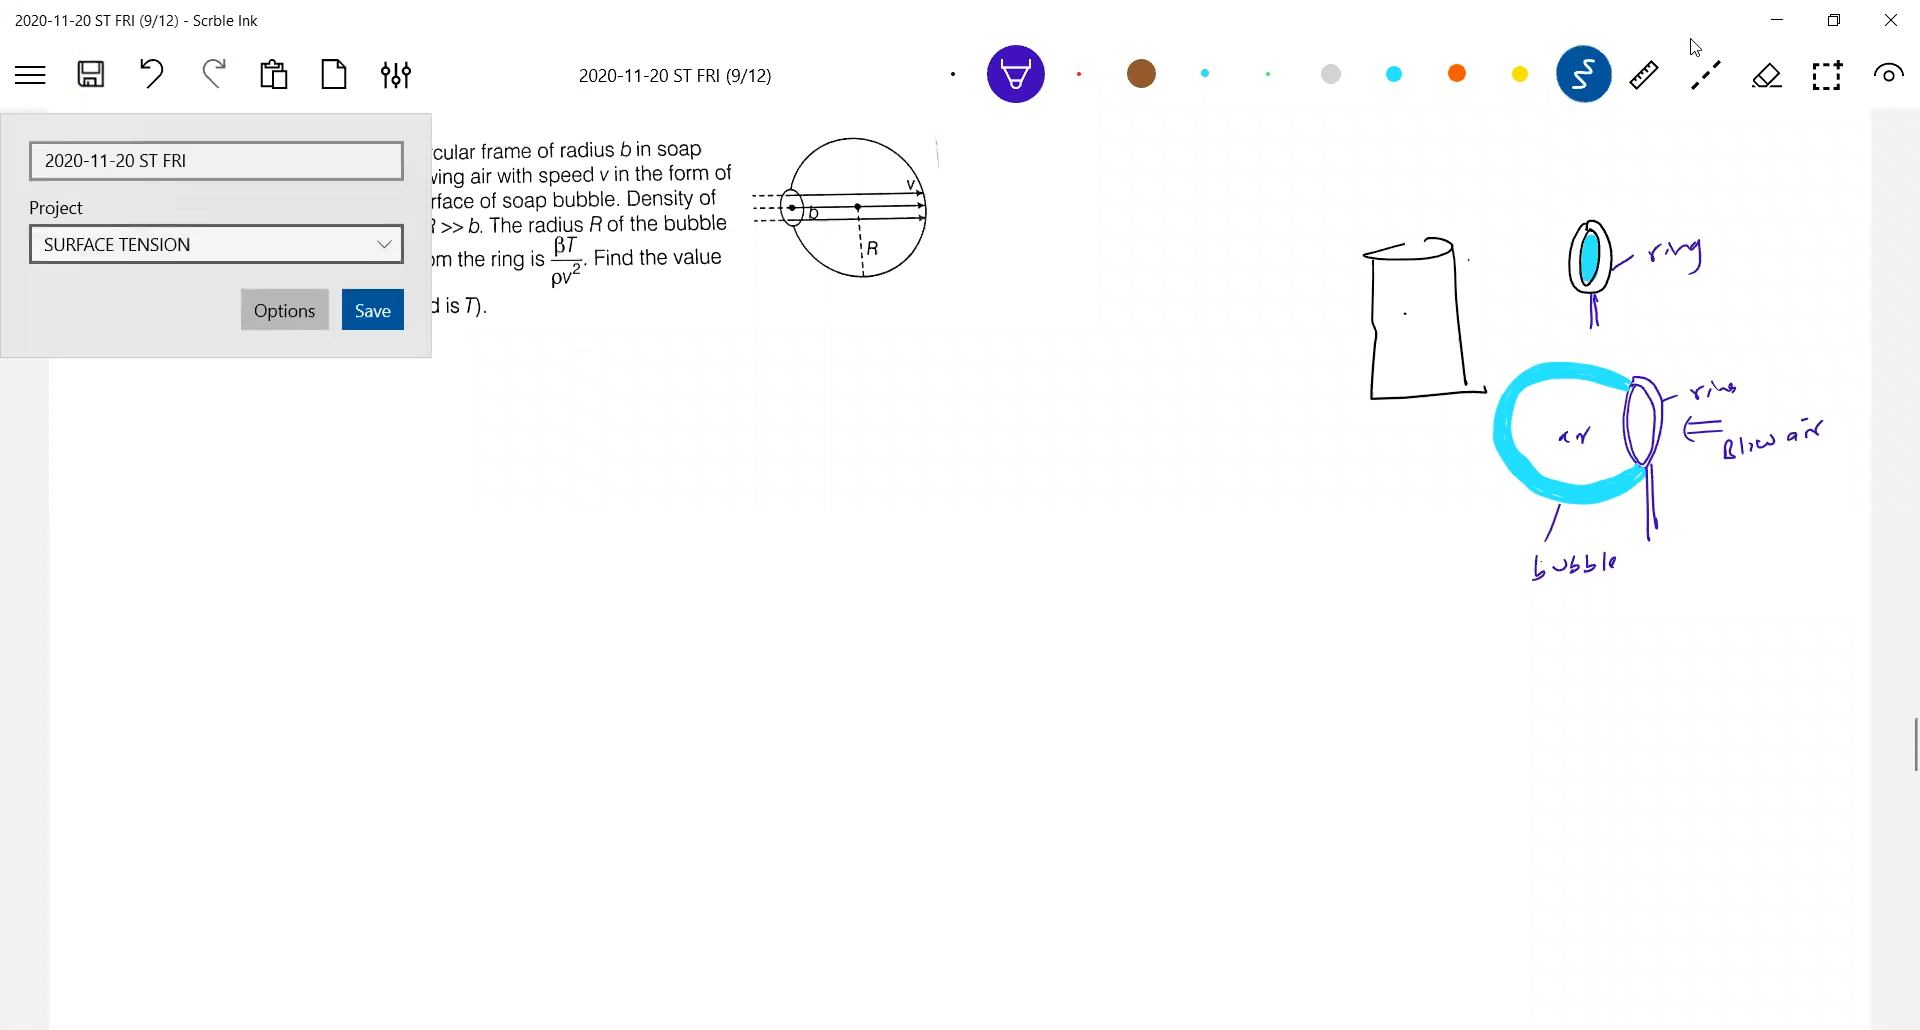 2020-11-20 ST FRI (9/12) - Scrble Ink
2020-11-20 ST FRI (9/12)
2020-11-20 ST FRI
Project
SURFACE TENSION
Options
Save
rcular frame of radius b in soap
wing air with speed v in the form of
rface of soap bubble. Density of
R >> b. The radius R of the bubble
om the ring is βT/ρv². Find the value
d is T).
v
b
R
ring
ring
air
Blow air
bubble